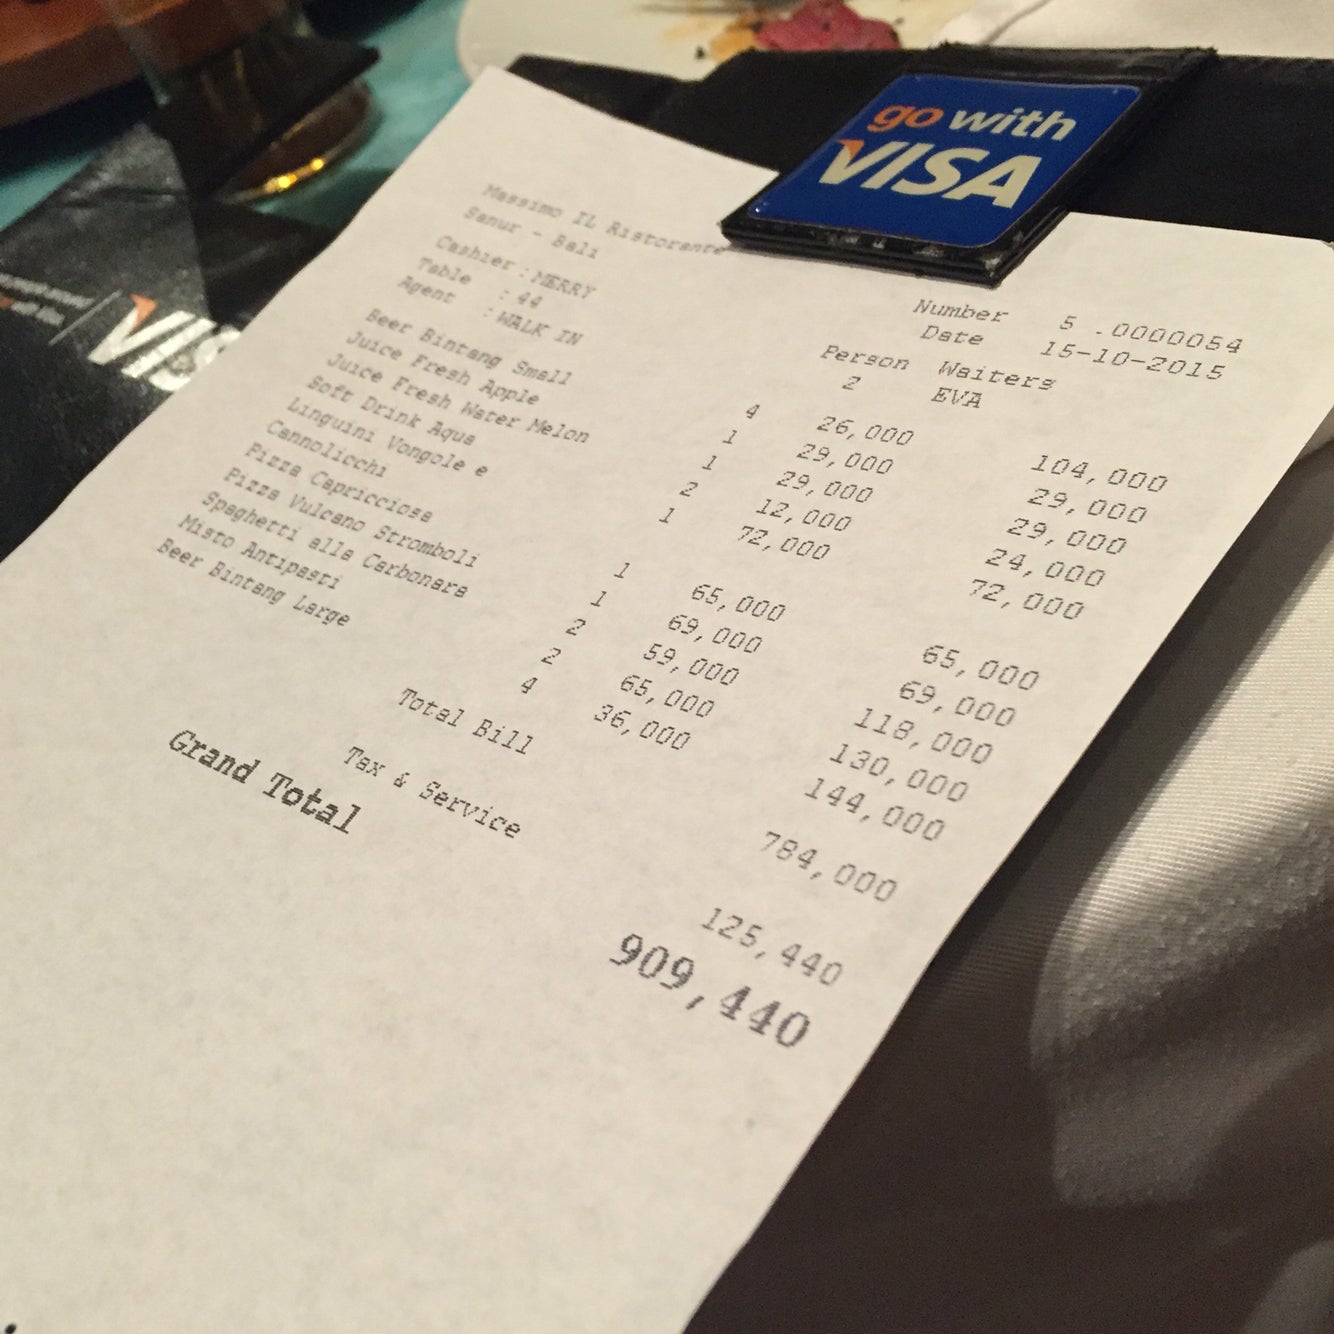 go with
VISA
Massimo IL Ristorante
Sanur - Bali
Number 5 .0000054
Date 15-10-2015
Cashier : MERRY
Table : 44
Agent : WALK IN
Person Waiters
2 EVA
Beer Bintang Small 4 26,000 104,000
Juice Fresh Apple 1 29,000 29,000
Juice Fresh Water Melon 1 29,000 29,000
Soft Drink Aqua 2 12,000 24,000
Linguini Vongole e 1 72,000 72,000
Cannolicchi
Pizza Capricciosa 1 65,000 65,000
Pizza Vulcano Stromboli 1 69,000 69,000
Spaghetti alla Carbonara 2 59,000 118,000
Misto Antipasti 2 65,000 130,000
Beer Bintang Large 4 36,000 144,000
Total Bill 784,000
Tax & Service 125,440
Grand Total 909,440
VISA